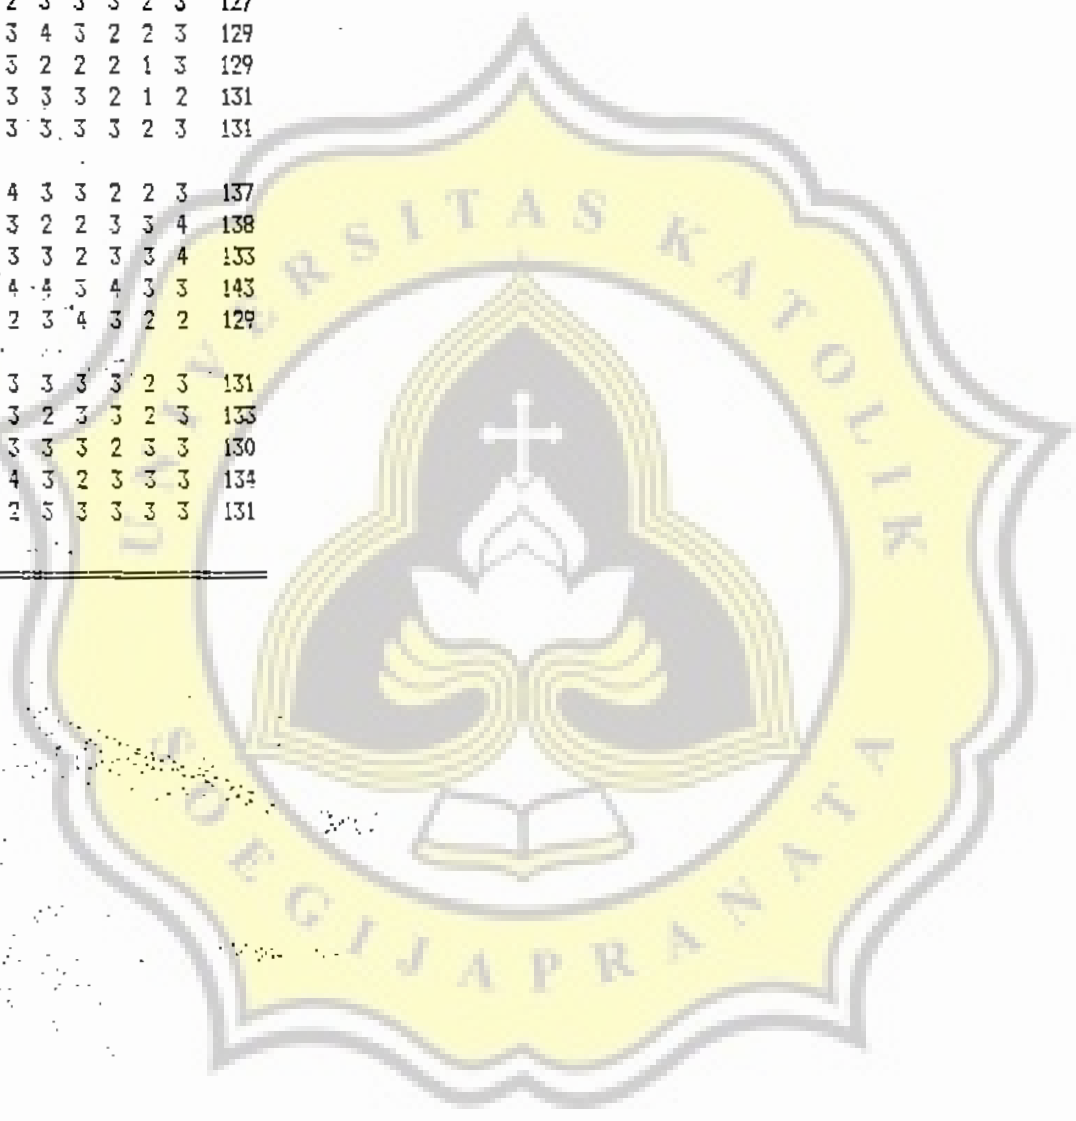 2 3 3 3 2 3 127
3 4 3 2 2 3 129
3 2 2 2 1 3 129
3 3 3 2 1 2 131
3 3 3 3 2 3 131
4 3 3 2 2 3 137
3 2 2 3 3 4 138
3 3 2 3 3 4 133
4 4 3 4 3 3 143
2 3 4 3 2 2 129
3 3 3 3 2 3 131
3 2 3 3 2 3 133
3 3 3 2 3 3 130
4 3 2 3 3 3 134
2 3 3 3 3 3 131
UNIVERSITAS KATOLIK
SOEGIJAPRANATA